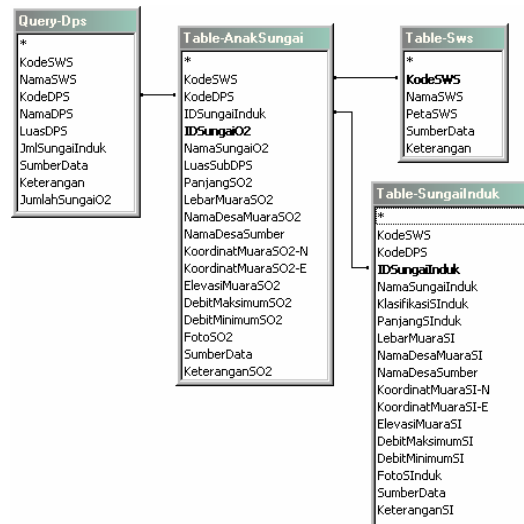 Query-Dps
*
KodeSWS
NamaSWS
KodeDPS
NamaDPS
LuasDPS
JmlSungaiInduk
SumberData
Keterangan
JumlahSungaiO2
Table-AnakSungai
*
KodeSWS
KodeDPS
IDSungaiInduk
IDSungaiO2
NamaSungaiO2
LuasSubDPS
PanjangSO2
LebarMuaraSO2
NamaDesaMuaraSO2
NamaDesaSumber
KoordinatMuaraSO2-N
KoordinatMuaraSO2-E
ElevasiMuaraSO2
DebitMaksimumSO2
DebitMinimumSO2
FotoSO2
SumberData
KeteranganSO2
Table-Sws
*
KodeSWS
NamaSWS
PetaSWS
SumberData
Keterangan
Table-SungaiInduk
*
KodeSWS
KodeDPS
IDSungaiInduk
NamaSungaiInduk
KlasifikasiSInduk
PanjangSInduk
LebarMuaraSI
NamaDesaMuaraSI
NamaDesaSumber
KoordinatMuaraSI-N
KoordinatMuaraSI-E
ElevasiMuaraSI
DebitMaksimumSI
DebitMinimumSI
FotoSInduk
SumberData
KeteranganSI